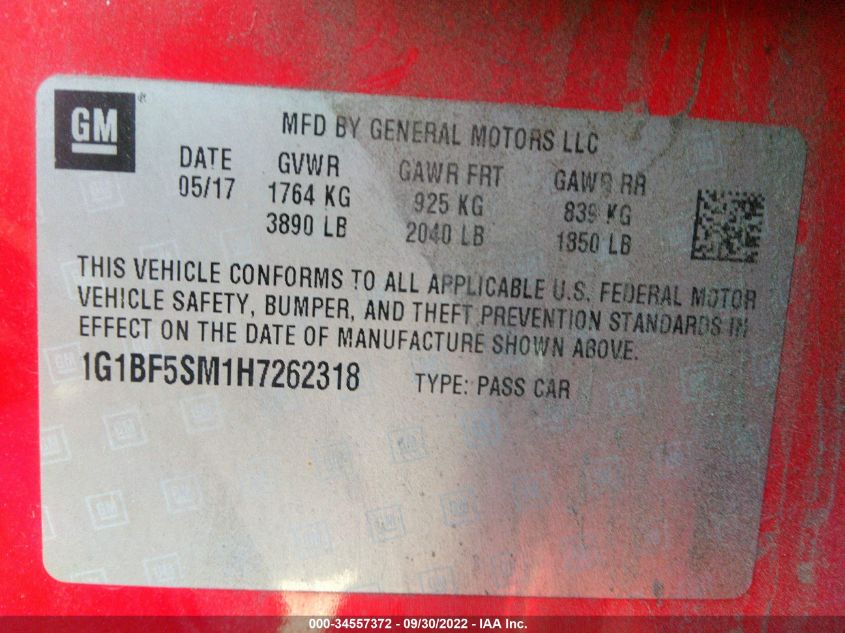 GM
MFD BY GENERAL MOTORS LLC
DATE GVWR GAWR FRT GAWR RR
05/17 1764 KG 925 KG 839 KG
3890 LB 2040 LB 1850 LB
THIS VEHICLE CONFORMS TO ALL APPLICABLE U.S. FEDERAL MOTOR
VEHICLE SAFETY, BUMPER, AND THEFT PREVENTION STANDARDS IN
EFFECT ON THE DATE OF MANUFACTURE SHOWN ABOVE.
1G1BF5SM1H7262318 TYPE: PASS CAR
000-34557372 - 09/30/2022 - IAA Inc.